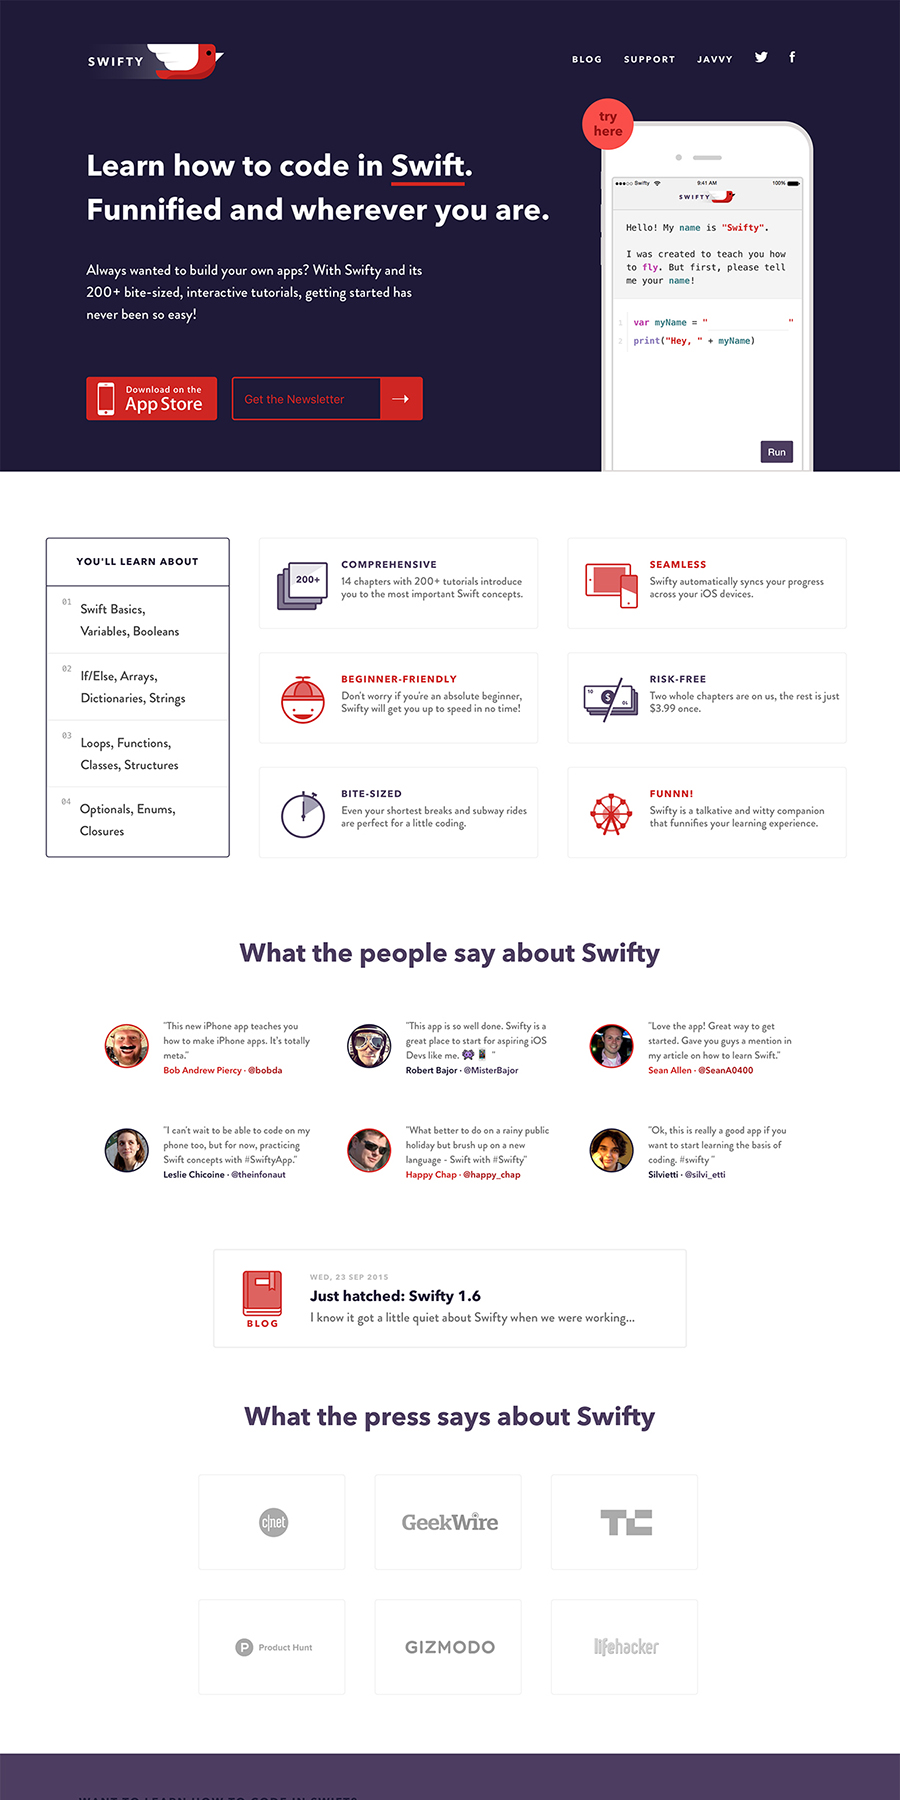 SWIFTY
BLOG SUPPORT JAVVY
Learn how to code in Swift.
Funnified and wherever you are.
Always wanted to build your own apps? With Swifty and its
200+ bite-sized, interactive tutorials, getting started has
never been so easy!
Download on the
App Store
Get the Newsletter
try
here
Swifty 9:41 AM 100%
SWIFTY
Hello! My name is "Swifty".
I was created to teach you how
to fly. But first, please tell
me your name!
1 var myName = " "
2 print("Hey, " + myName)
Run
YOU'LL LEARN ABOUT
01 Swift Basics,
Variables, Booleans
02 If/Else, Arrays,
Dictionaries, Strings
03 Loops, Functions,
Classes, Structures
04 Optionals, Enums,
Closures
200+
COMPREHENSIVE
14 chapters with 200+ tutorials introduce
you to the most important Swift concepts.
SEAMLESS
Swifty automatically syncs your progress
across your iOS devices.
BEGINNER-FRIENDLY
Don't worry if you're an absolute beginner,
Swifty will get you up to speed in no time!
10 $ 10
RISK-FREE
Two whole chapters are on us, the rest is just
$3.99 once.
BITE-SIZED
Even your shortest breaks and subway rides
are perfect for a little coding.
FUNNN!
Swifty is a talkative and witty companion
that funnifies your learning experience.
What the people say about Swifty
"This new iPhone app teaches you
how to make iPhone apps. It's totally
meta."
Bob Andrew Piercy · @bobda
"This app is so well done. Swifty is a
great place to start for aspiring iOS
Devs like me. 👾 📱 "
Robert Bajor · @MisterBajor
"Love the app! Great way to get
started. Gave you guys a mention in
my article on how to learn Swift."
Sean Allen · @SeanA0400
"I can't wait to be able to code on my
phone too, but for now, practicing
Swift concepts with #SwiftyApp."
Leslie Chicoine · @theinfonaut
"What better to do on a rainy public
holiday but brush up on a new
language - Swift with #Swifty"
Happy Chap · @happy_chap
"Ok, this is really a good app if you
want to start learning the basis of
coding. #swifty "
Silvietti · @silvi_etti
BLOG
WED, 23 SEP 2015
Just hatched: Swifty 1.6
I know it got a little quiet about Swifty when we were working...
What the press says about Swifty
c|net
GeekWire
TC
P Product Hunt
GIZMODO
lifehacker
WANT TO LEARN HOW TO CODE IN SWIFT?